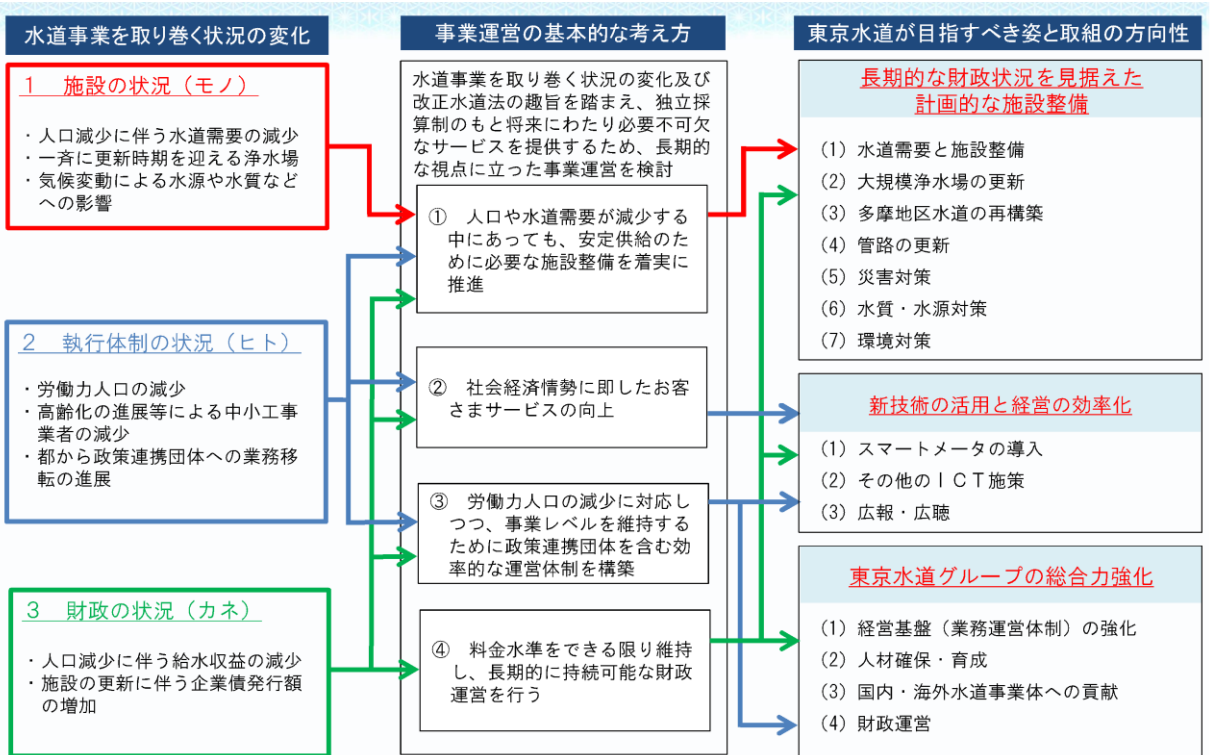 水道事業を取り巻く状況の変化
1 施設の状況（モノ）
・人口減少に伴う水道需要の減少
・一斉に更新時期を迎える浄水場
・気候変動による水源や水質など
への影響
2 執行体制の状況（ヒト）
・労働力人口の減少
・高齢化の進展等による中小工事
業者の減少
・都から政策連携団体への業務移
転の進展
3 財政の状況（カネ）
・人口減少に伴う給水収益の減少
・施設の更新に伴う企業債発行額
の増加
事業運営の基本的な考え方
水道事業を取り巻く状況の変化及び
改正水道法の趣旨を踏まえ、独立採
算制のもと将来にわたり必要不可欠
なサービスを提供するため、長期的
な視点に立った事業運営を検討
① 人口や水道需要が減少する
中にあっても、安定供給のた
めに必要な施設整備を着実に
推進
② 社会経済情勢に即したお客
さまサービスの向上
③ 労働力人口の減少に対応し
つつ、事業レベルを維持する
ために政策連携団体を含む効
率的な運営体制を構築
④ 料金水準をできる限り維持
し、長期的に持続可能な財政
運営を行う
東京水道が目指すべき姿と取組の方向性
長期的な財政状況を見据えた
計画的な施設整備
(1) 水道需要と施設整備
(2) 大規模浄水場の更新
(3) 多摩地区水道の再構築
(4) 管路の更新
(5) 災害対策
(6) 水質・水源対策
(7) 環境対策
新技術の活用と経営の効率化
(1) スマートメータの導入
(2) その他のＩＣＴ施策
(3) 広報・広聴
東京水道グループの総合力強化
(1) 経営基盤（業務運営体制）の強化
(2) 人材確保・育成
(3) 国内・海外水道事業体への貢献
(4) 財政運営